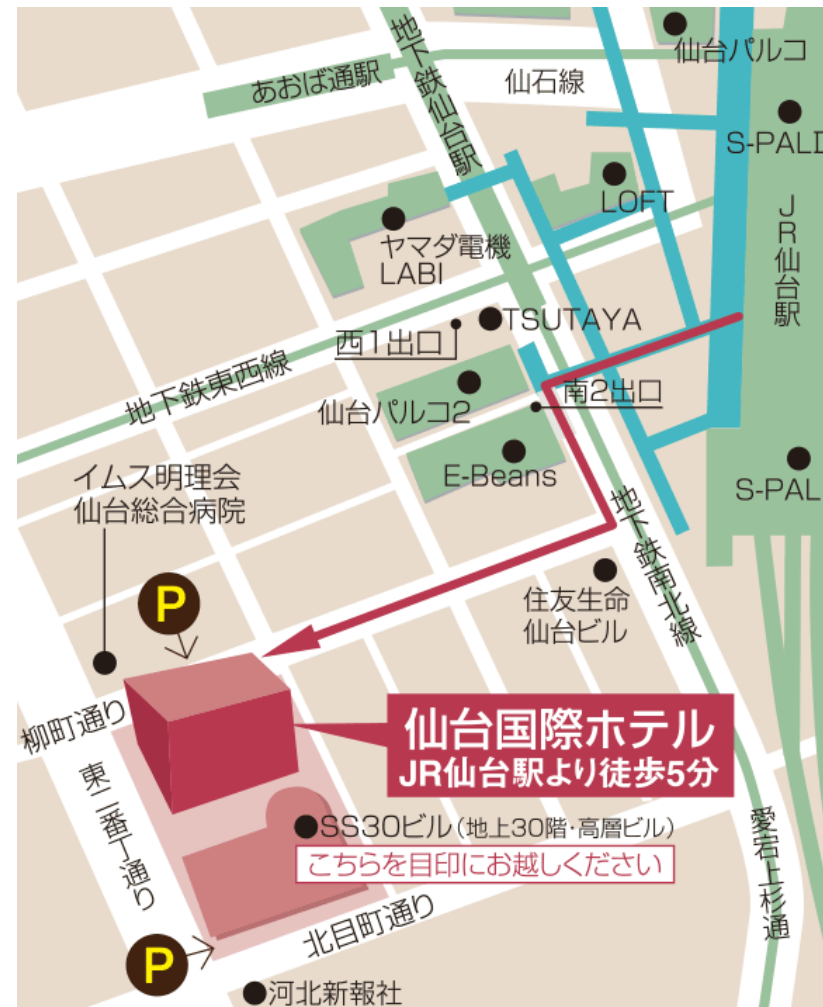 仙台パルコ
地下鉄仙台駅
あおば通駅
仙石線
S-PALⅡ
LOFT
JR仙台駅
ヤマダ電機
LABI
TSUTAYA
西1出口
地下鉄東西線
仙台パルコ2
南2出口
E-Beans
S-PAL
イムス明理会
仙台総合病院
地下鉄南北線
P
住友生命
仙台ビル
柳町通り
仙台国際ホテル
JR仙台駅より徒歩5分
東二番丁通り
SS30ビル(地上30階・高層ビル)
こちらを目印にお越しください
愛宕上杉通
北目町通り
P
河北新報社